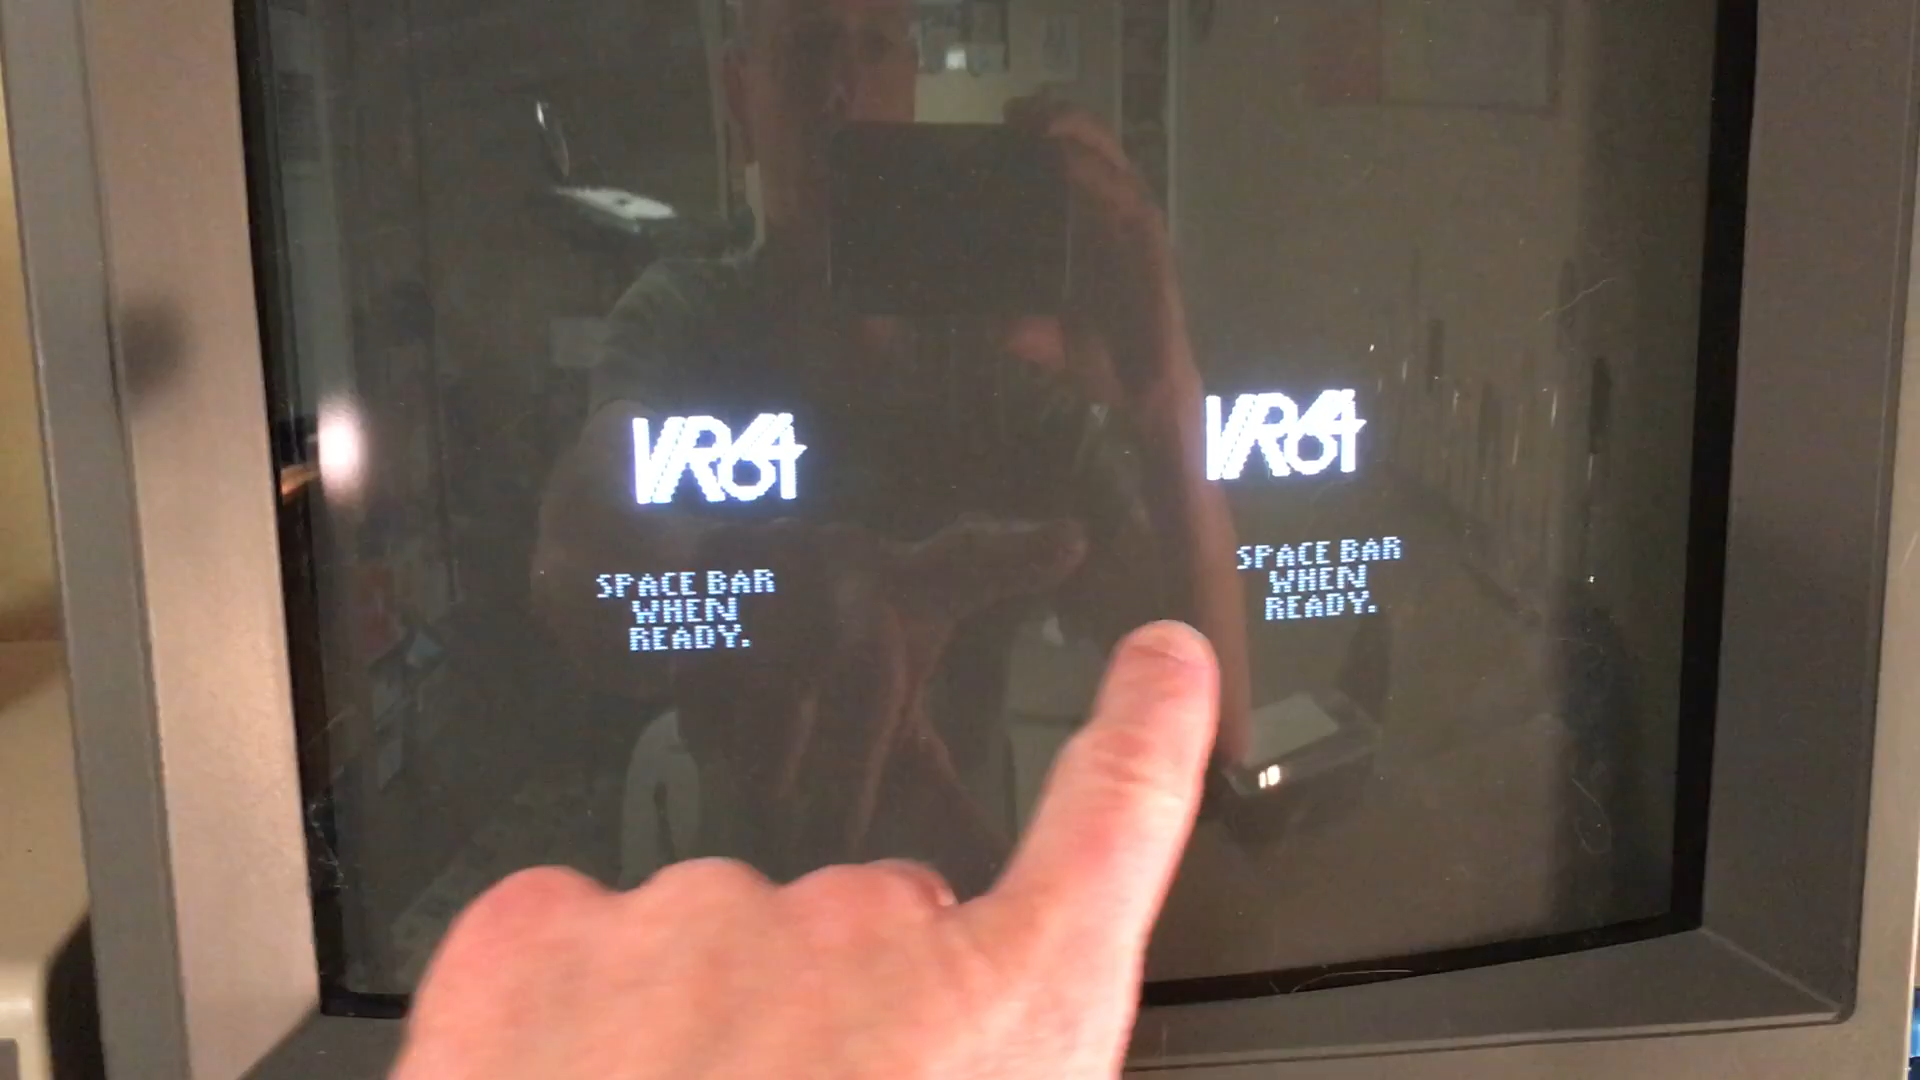 VR64
SPACE BAR
WHEN
READY.
VR64
SPACE BAR
WHEN
READY.